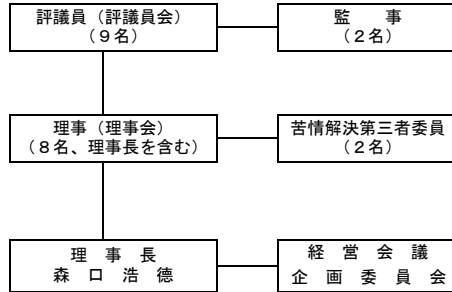 評議員（評議員会）
（９名）
監　　事
（２名）
理事（理事会）
（８名、理事長を含む）
苦情解決第三者委員
（２名）
理　事　長
森　口　浩　德
経　営　会　議
企　画　委　員　会